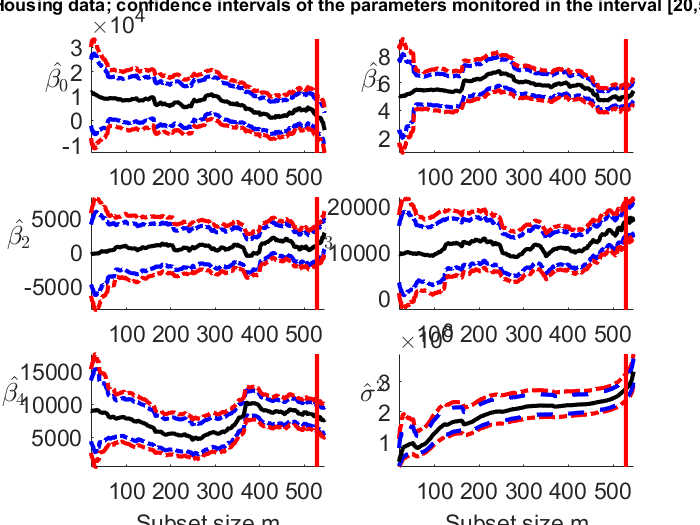 Housing data; confidence intervals of the parameters monitored in the interval [20,5
×10⁴
3
2
1
0
-1
β̂₀
100 200 300 400 500
8
6
4
2
100 200 300 400 500
5000
0
-5000
β̂₂
100 200 300 400 500
20000
10000
0
3
100 200 300 400 500
15000
10000
5000
β̂₄
100 200 300 400 500
Subset size m
3
2
1
σ̂²
100 200 300 400 500
Subset size m